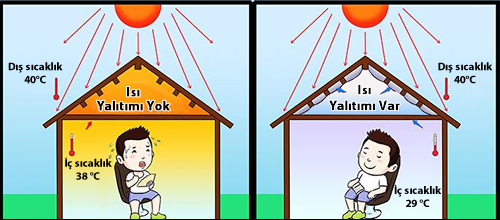 Dış sıcaklık
40°C
Isı
Yalıtımı Yok
İç sıcaklık
38 °C
Dış sıcaklık
40°C
Isı
Yalıtımı Var
İç sıcaklık
29 °C